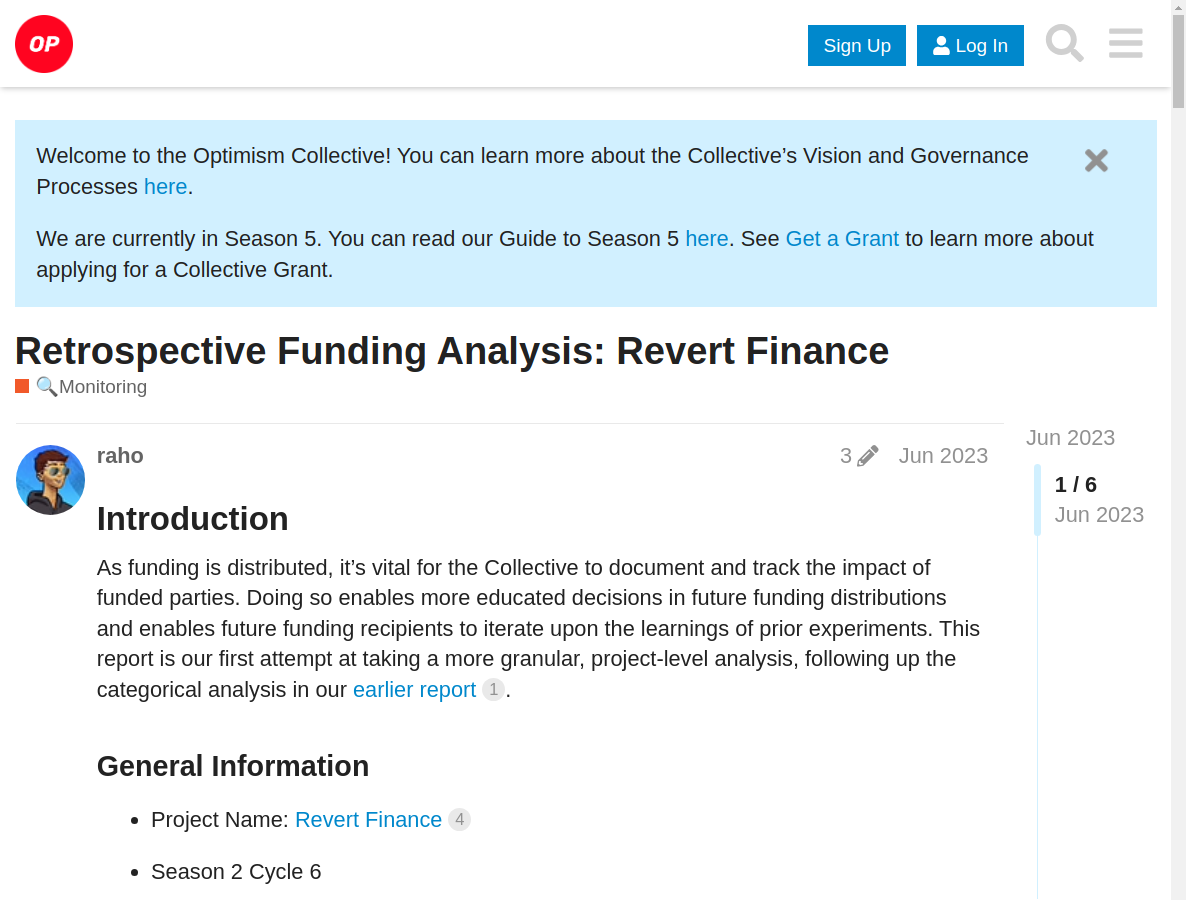 OP
Sign Up
Log In
Welcome to the Optimism Collective! You can learn more about the Collective’s Vision and Governance
Processes here.
We are currently in Season 5. You can read our Guide to Season 5 here. See Get a Grant to learn more about
applying for a Collective Grant.
Retrospective Funding Analysis: Revert Finance
🔍Monitoring
raho
3
Jun 2023
Jun 2023
1 / 6
Jun 2023
Introduction
As funding is distributed, it’s vital for the Collective to document and track the impact of
funded parties. Doing so enables more educated decisions in future funding distributions
and enables future funding recipients to iterate upon the learnings of prior experiments. This
report is our first attempt at taking a more granular, project-level analysis, following up the
categorical analysis in our earlier report 1.
General Information
• Project Name: Revert Finance 4
• Season 2 Cycle 6